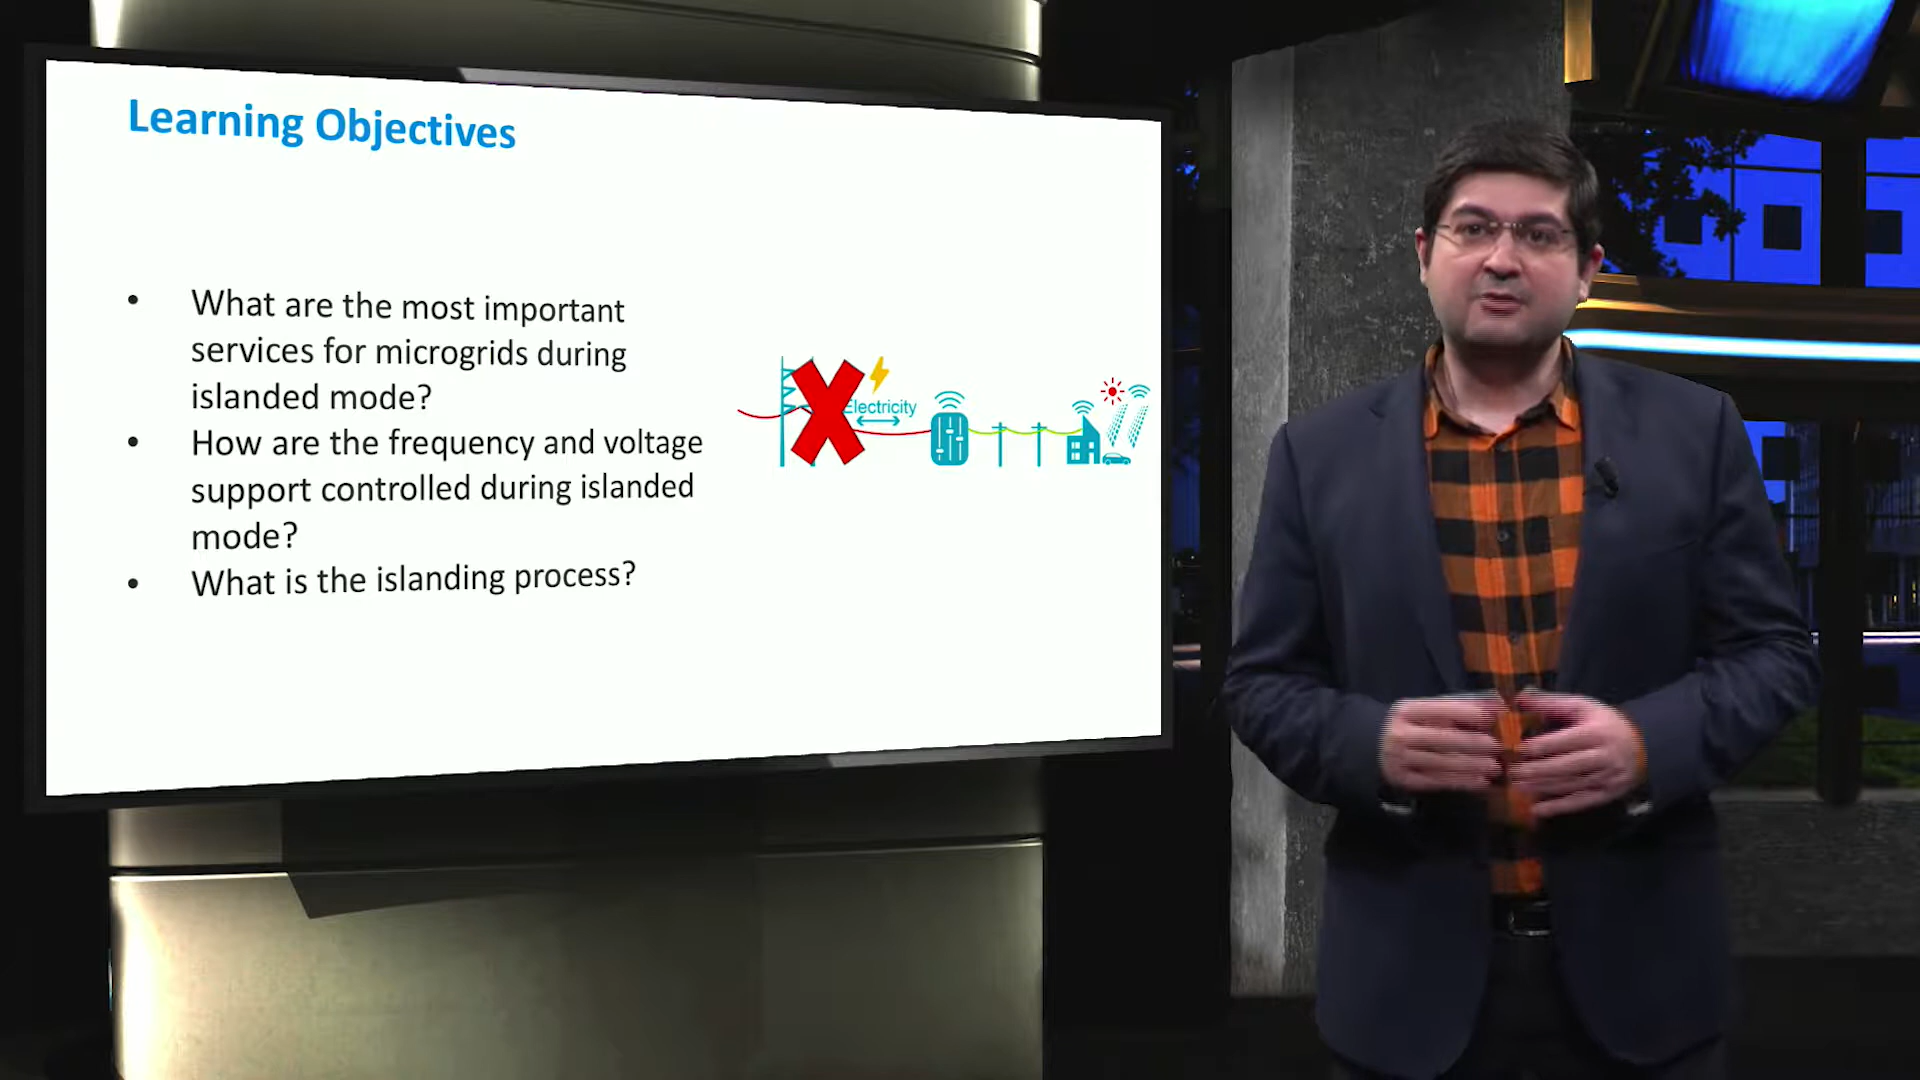 Learning Objectives
• What are the most important
services for microgrids during
islanded mode?
• How are the frequency and voltage
support controlled during islanded
mode?
• What is the islanding process?
Electricity